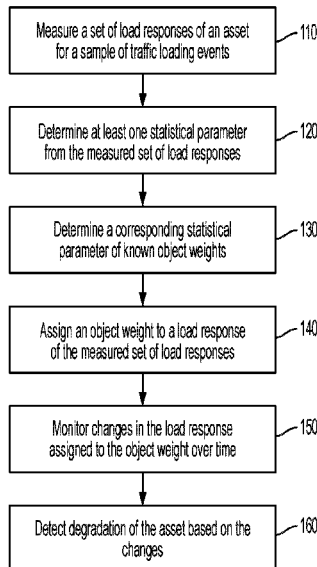 Measure a set of load responses of an asset
for a sample of traffic loading events
110
Determine at least one statistical parameter
from the measured set of load responses
120
Determine a corresponding statistical
parameter of known object weights
130
Assign an object weight to a load response
of the measured set of load responses
140
Monitor changes in the load response
assigned to the object weight over time
150
Detect degradation of the asset based on the
changes
160